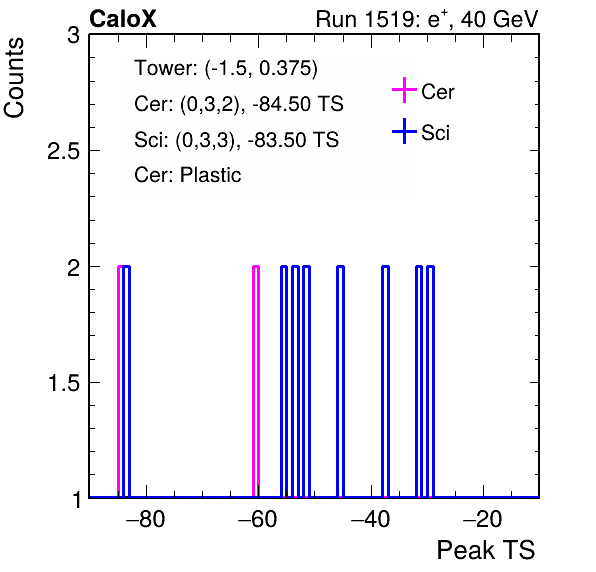 CaloX Run 1519: e⁺, 40 GeV
Counts
3
2.5
2
1.5
1
Tower: (-1.5, 0.375)
Cer: (0,3,2), -84.50 TS
Sci: (0,3,3), -83.50 TS
Cer: Plastic
Cer
Sci
−80 −60 −40 −20
Peak TS